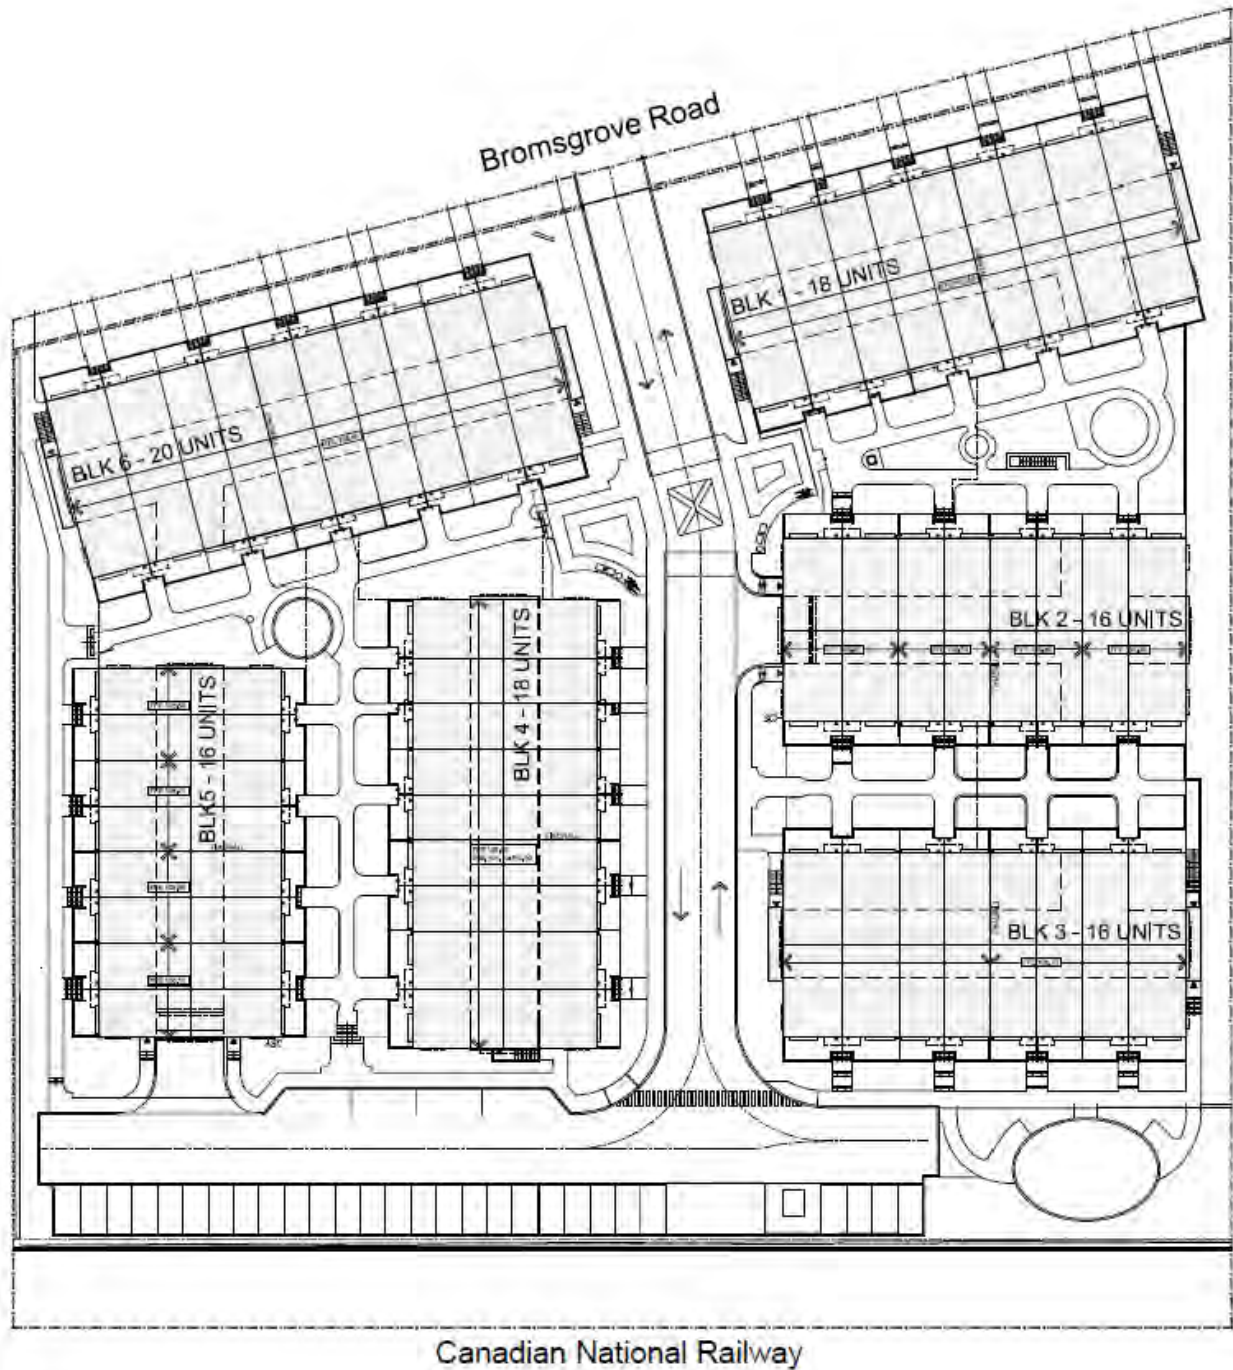 Bromsgrove Road
BLK 1 - 18 UNITS
BLK 6 - 20 UNITS
BLK 2 - 16 UNITS
BLK 4 - 18 UNITS
BLK5 - 16 UNITS
BLK 3 - 16 UNITS
Canadian National Railway